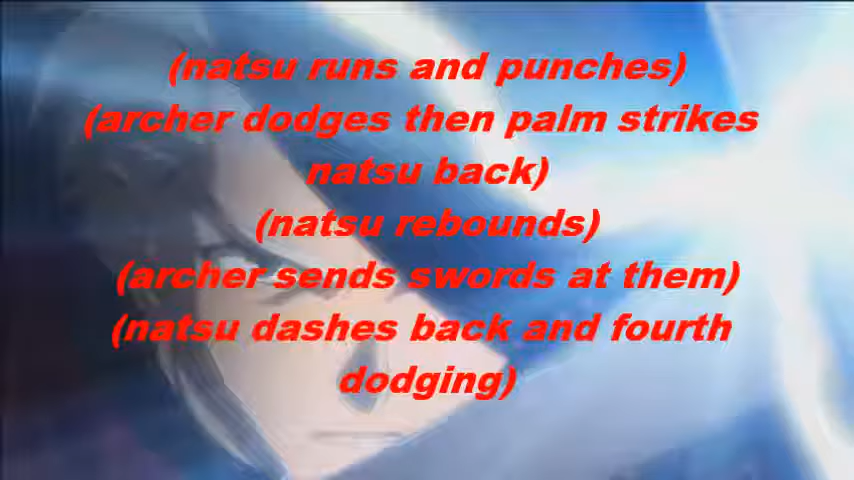 (natsu runs and punches)
(archer dodges then palm strikes
natsu back)
(natsu rebounds)
(archer sends swords at them)
(natsu dashes back and fourth
dodging)